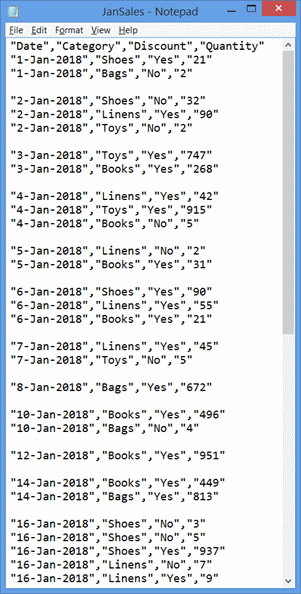 JanSales - Notepad
File Edit Format View Help
"Date","Category","Discount","Quantity"
"1-Jan-2018","Shoes","Yes","21"
"1-Jan-2018","Bags","No","2"
"2-Jan-2018","Shoes","No","32"
"2-Jan-2018","Linens","Yes","90"
"2-Jan-2018","Toys","No","2"
"3-Jan-2018","Toys","Yes","747"
"3-Jan-2018","Books","Yes","268"
"4-Jan-2018","Linens","Yes","42"
"4-Jan-2018","Toys","Yes","915"
"4-Jan-2018","Books","No","5"
"5-Jan-2018","Linens","No","2"
"5-Jan-2018","Books","Yes","31"
"6-Jan-2018","Shoes","Yes","90"
"6-Jan-2018","Linens","Yes","55"
"6-Jan-2018","Books","Yes","21"
"7-Jan-2018","Linens","Yes","45"
"7-Jan-2018","Toys","No","5"
"8-Jan-2018","Bags","Yes","672"
"10-Jan-2018","Books","Yes","496"
"10-Jan-2018","Bags","No","4"
"12-Jan-2018","Books","Yes","951"
"14-Jan-2018","Books","Yes","449"
"14-Jan-2018","Bags","Yes","813"
"16-Jan-2018","Shoes","No","3"
"16-Jan-2018","Shoes","No","5"
"16-Jan-2018","Shoes","Yes","937"
"16-Jan-2018","Linens","No","7"
"16-Jan-2018","Linens","Yes","9"